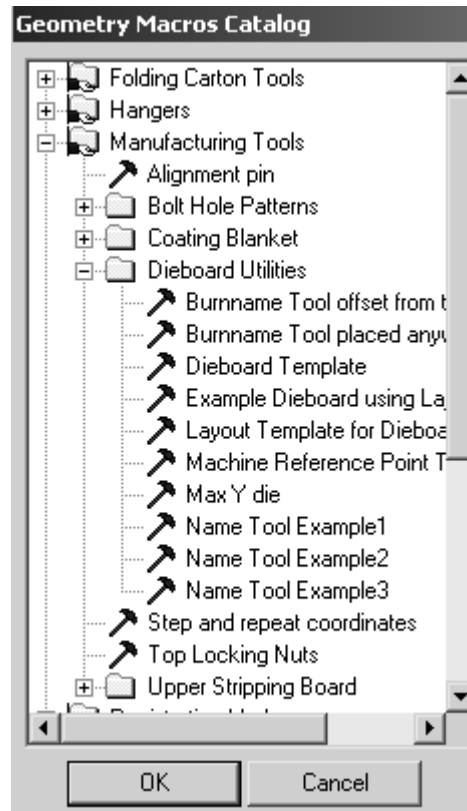 Geometry Macros Catalog
Folding Carton Tools
Hangers
Manufacturing Tools
Alignment pin
Bolt Hole Patterns
Coating Blanket
Dieboard Utilities
Burnname Tool offset from t
Burnname Tool placed anyw
Dieboard Template
Example Dieboard using La
Layout Template for Dieboa
Machine Reference Point T
Max Y die
Name Tool Example1
Name Tool Example2
Name Tool Example3
Step and repeat coordinates
Top Locking Nuts
Upper Stripping Board
OK
Cancel